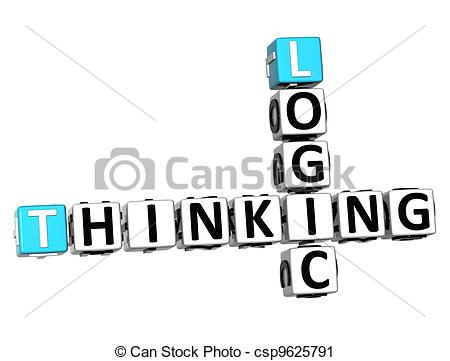 LOGIC
THINKING
Can Stock Photo
© Can Stock Photo - csp9625791